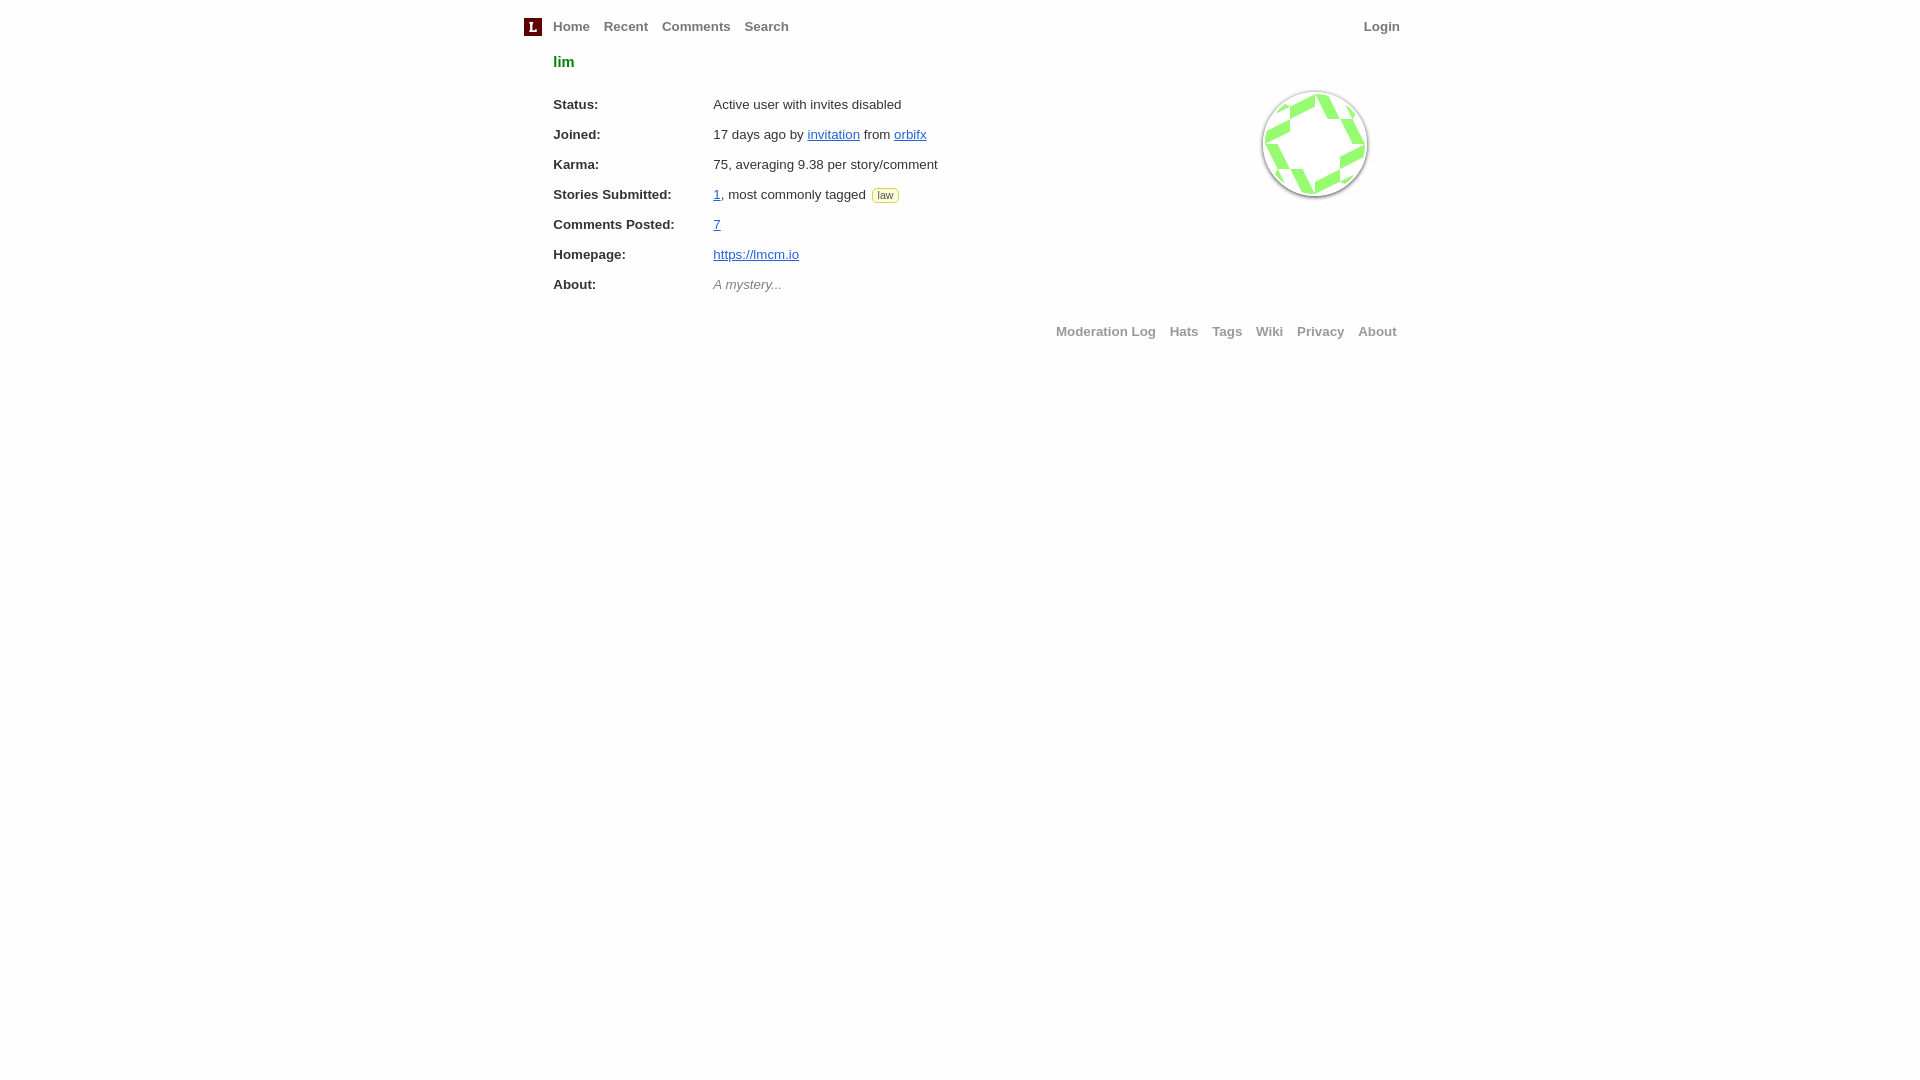 L Home Recent Comments Search Login
lim
Status: Active user with invites disabled
Joined: 17 days ago by invitation from orbifx
Karma: 75, averaging 9.38 per story/comment
Stories Submitted: 1, most commonly tagged law
Comments Posted: 7
Homepage: https://lmcm.io
About: A mystery...
Moderation Log Hats Tags Wiki Privacy About